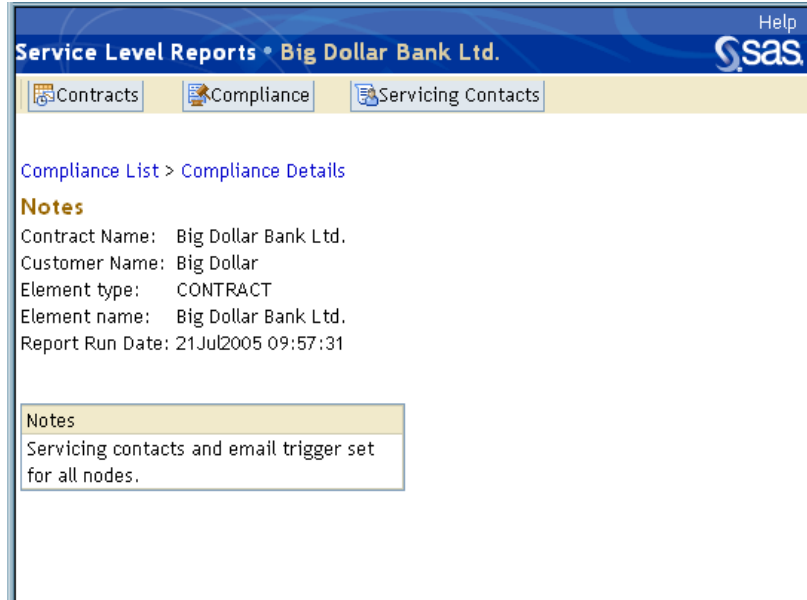 Help
Service Level Reports • Big Dollar Bank Ltd.
sas
Contracts Compliance Servicing Contacts
Compliance List > Compliance Details
Notes
Contract Name: Big Dollar Bank Ltd.
Customer Name: Big Dollar
Element type: CONTRACT
Element name: Big Dollar Bank Ltd.
Report Run Date: 21Jul2005 09:57:31
Notes
Servicing contacts and email trigger set
for all nodes.